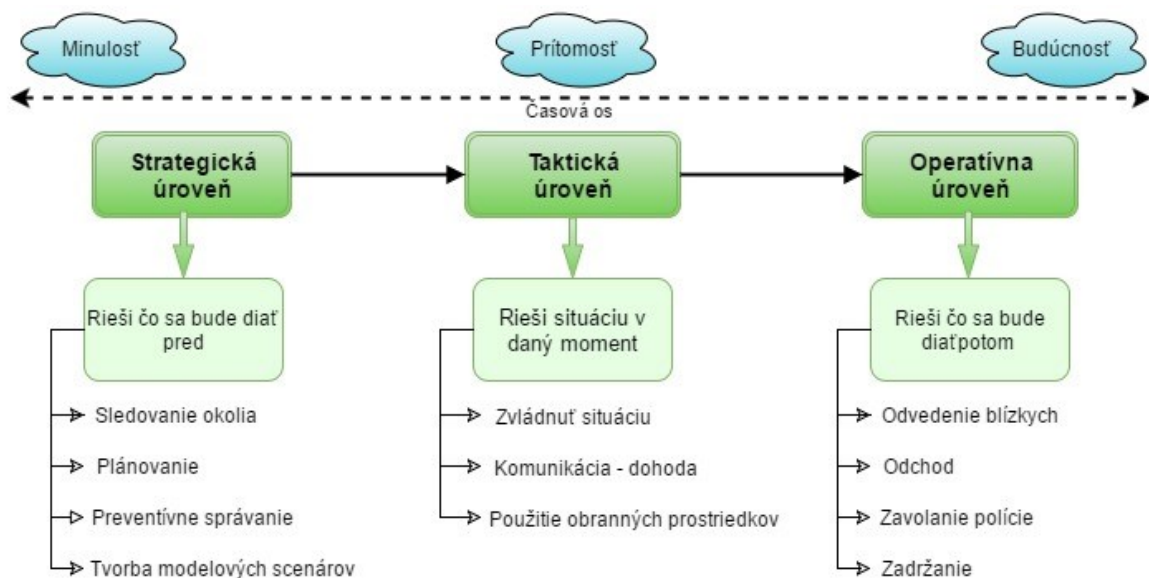 Minulosť
Prítomosť
Budúcnosť
Časová os
Strategická
úroveň
Taktická
úroveň
Operatívna
úroveň
Rieši čo sa bude diať
pred
Rieši situáciu v
daný moment
Rieši čo sa bude
diaťpotom
Sledovanie okolia
Plánovanie
Preventívne správanie
Tvorba modelových scenárov
Zvládnuť situáciu
Komunikácia - dohoda
Použitie obranných prostriedkov
Odvedenie blízkych
Odchod
Zavolanie polície
Zadržanie